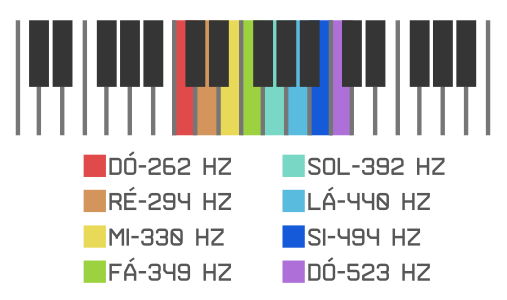 DÓ-262 HZ
RÉ-294 HZ
MI-330 HZ
FÁ-349 HZ
SOL-392 HZ
LÁ-440 HZ
SI-494 HZ
DÓ-523 HZ